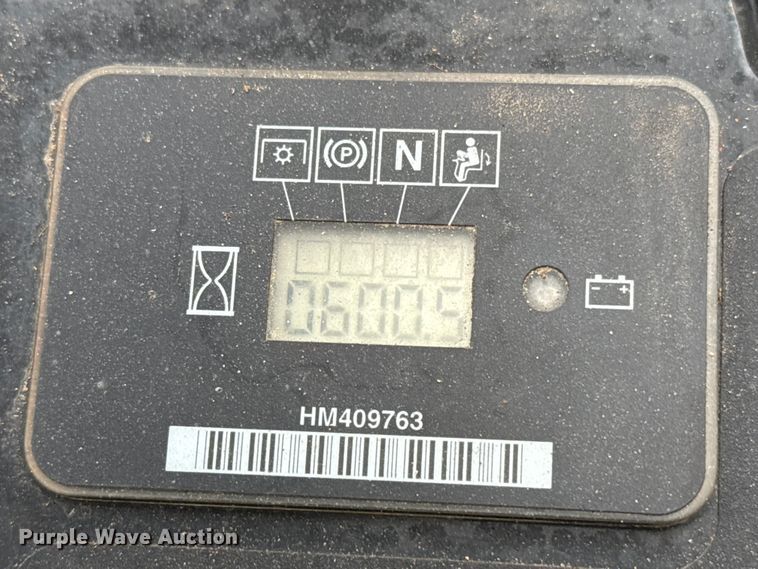 (P) N
06005
HM409763
Purple Wave Auction